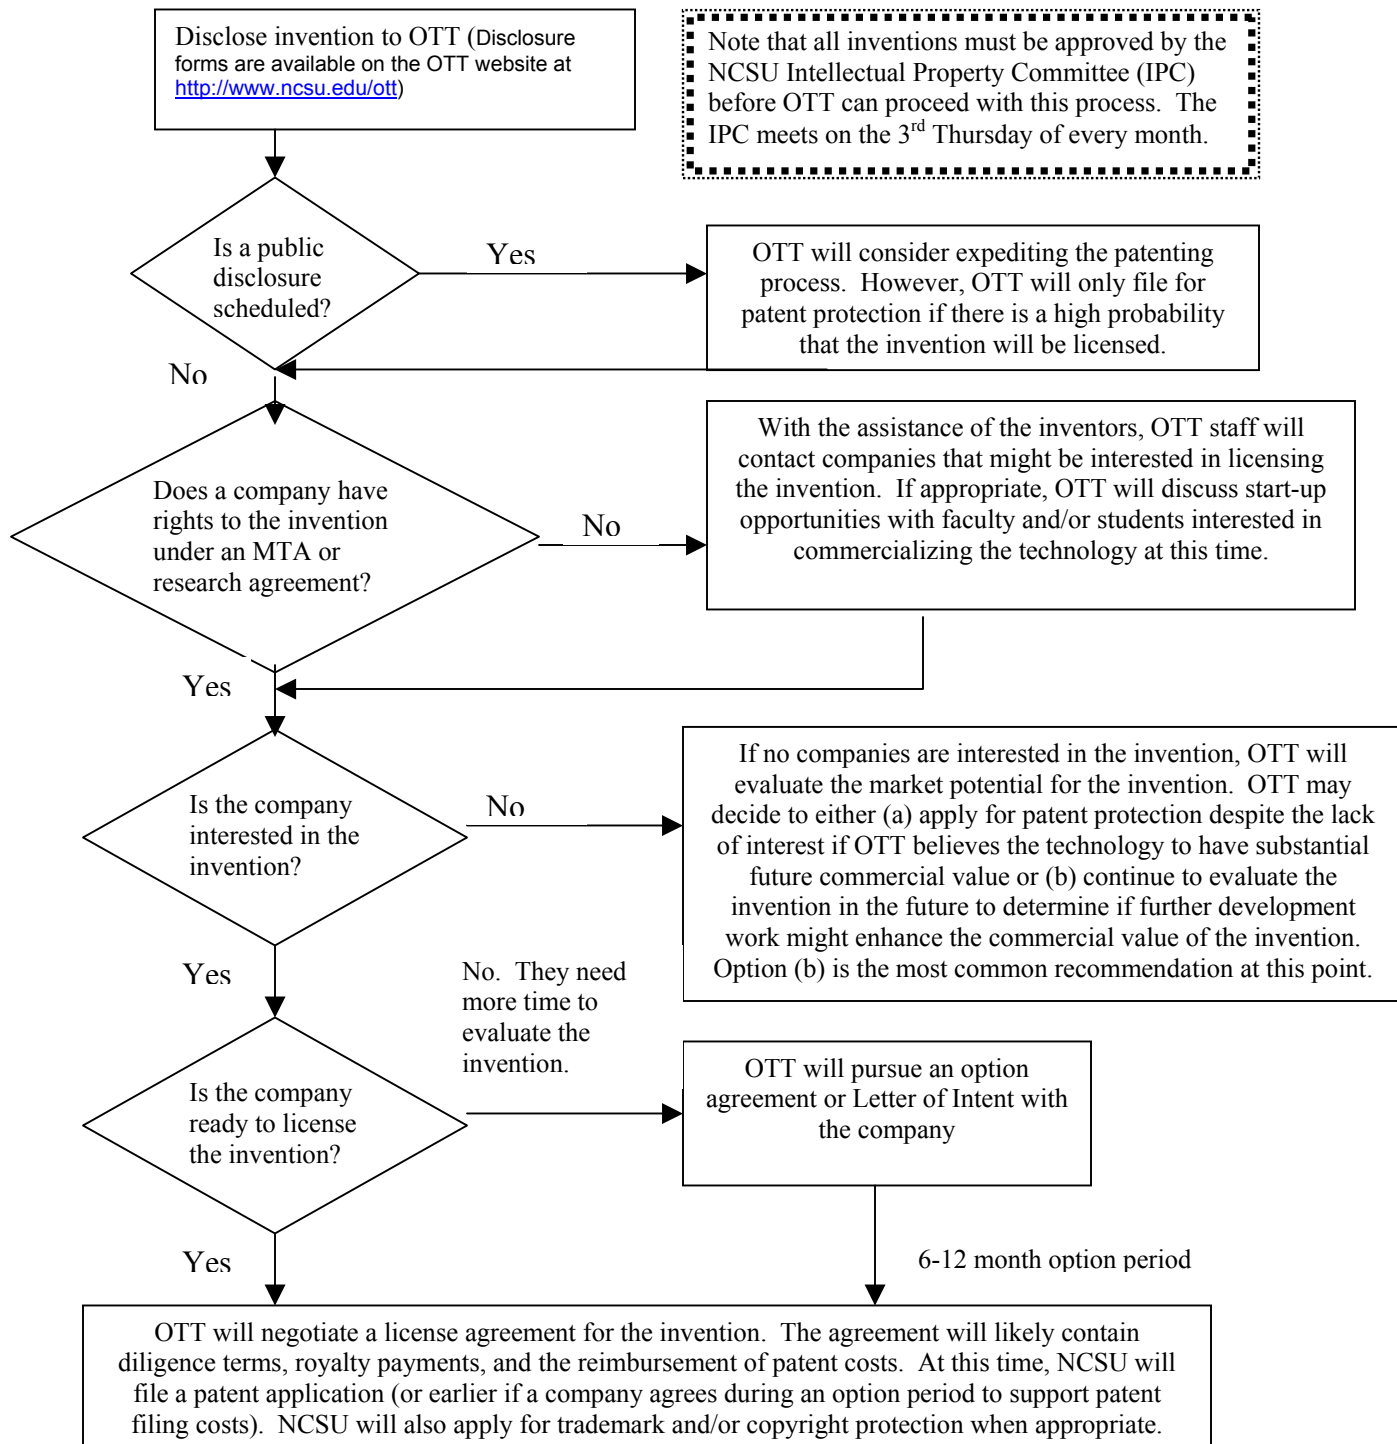 Disclose invention to OTT (Disclosure
forms are available on the OTT website at
http://www.ncsu.edu/ott)
Note that all inventions must be approved by the
NCSU Intellectual Property Committee (IPC)
before OTT can proceed with this process. The
IPC meets on the 3rd Thursday of every month.
Is a public
disclosure
scheduled?
Yes
OTT will consider expediting the patenting
process. However, OTT will only file for
patent protection if there is a high probability
that the invention will be licensed.
No
Does a company have
rights to the invention
under an MTA or
research agreement?
No
With the assistance of the inventors, OTT staff will
contact companies that might be interested in licensing
the invention. If appropriate, OTT will discuss start-up
opportunities with faculty and/or students interested in
commercializing the technology at this time.
Yes
Is the company
interested in the
invention?
No
If no companies are interested in the invention, OTT will
evaluate the market potential for the invention. OTT may
decide to either (a) apply for patent protection despite the lack
of interest if OTT believes the technology to have substantial
future commercial value or (b) continue to evaluate the
invention in the future to determine if further development
work might enhance the commercial value of the invention.
Option (b) is the most common recommendation at this point.
Yes
No. They need
more time to
evaluate the
invention.
Is the company
ready to license
the invention?
OTT will pursue an option
agreement or Letter of Intent with
the company
Yes
6-12 month option period
OTT will negotiate a license agreement for the invention. The agreement will likely contain
diligence terms, royalty payments, and the reimbursement of patent costs. At this time, NCSU will
file a patent application (or earlier if a company agrees during an option period to support patent
filing costs). NCSU will also apply for trademark and/or copyright protection when appropriate.